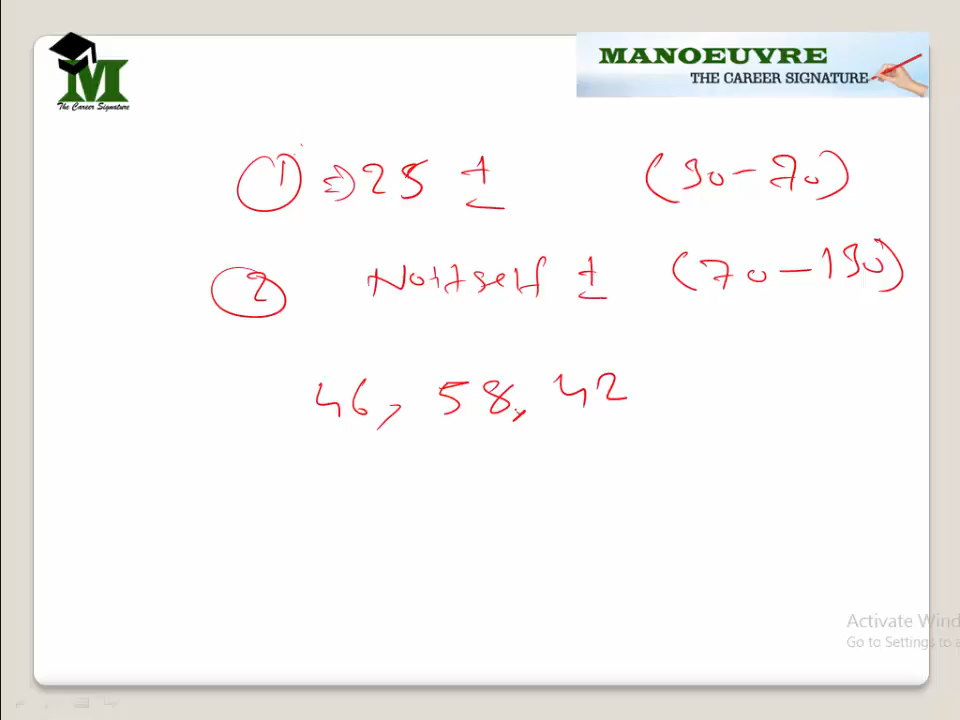 M
The Career Signature
MANOEUVRE
THE CAREER SIGNATURE
① ⇒ 25 ± (30-70)
② ± (70-130)
46, 58, 42
Activate Wind
Go to Settings to a